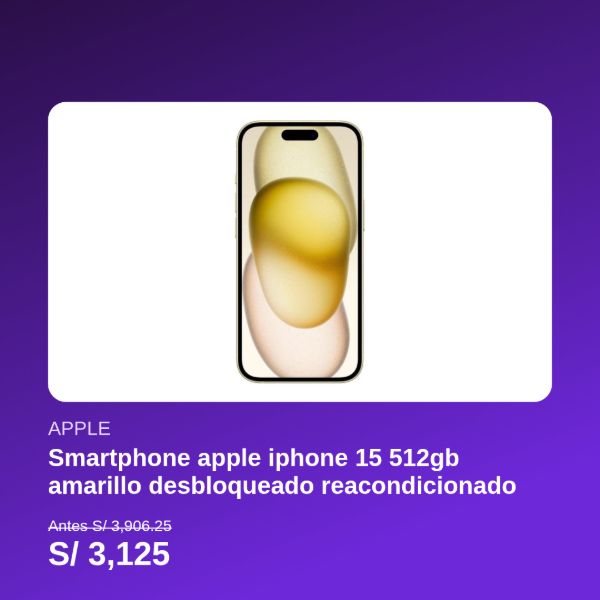 APPLE
Smartphone apple iphone 15 512gb
amarillo desbloqueado reacondicionado
Antes S/ 3,906.25
S/ 3,125